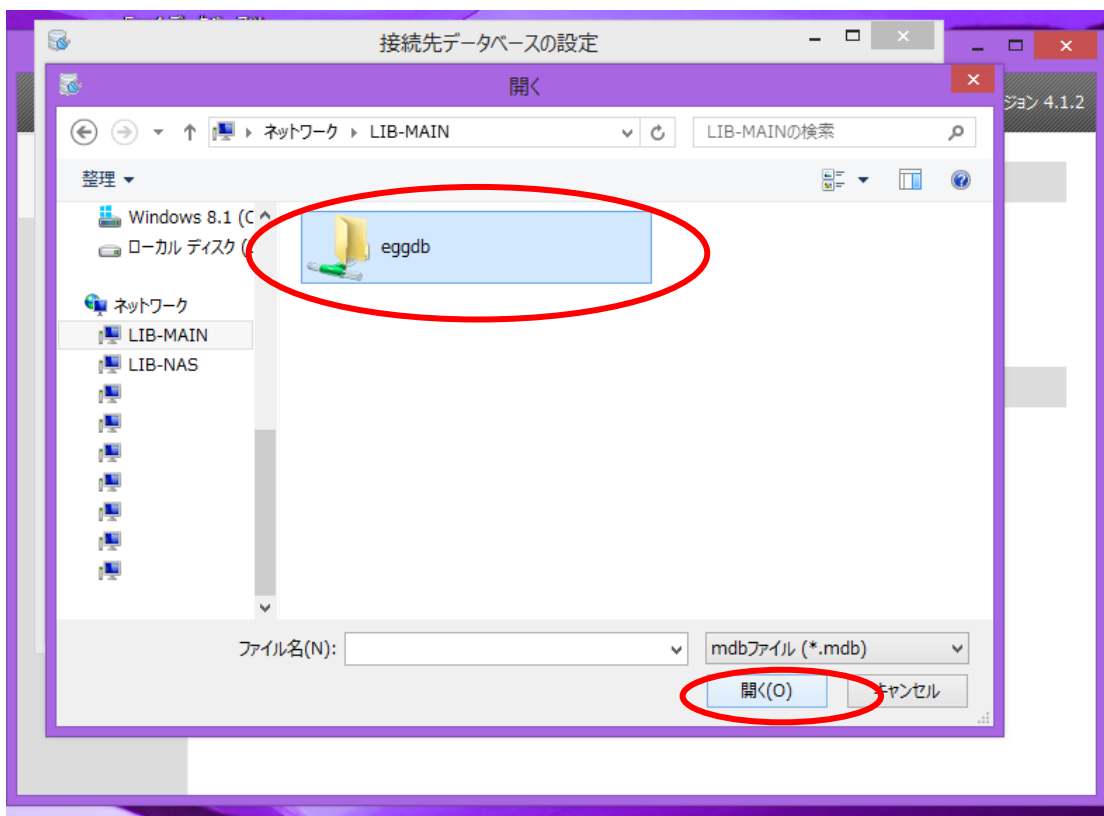 接続先データベースの設定
開く
ジョン 4.1.2
ネットワーク LIB-MAIN
LIB-MAINの検索
整理
Windows 8.1 (C
ローカル ディスク (
eggdb
ネットワーク
LIB-MAIN
LIB-NAS
ファイル名(N):
mdbファイル (*.mdb)
開く(O)
キャンセル